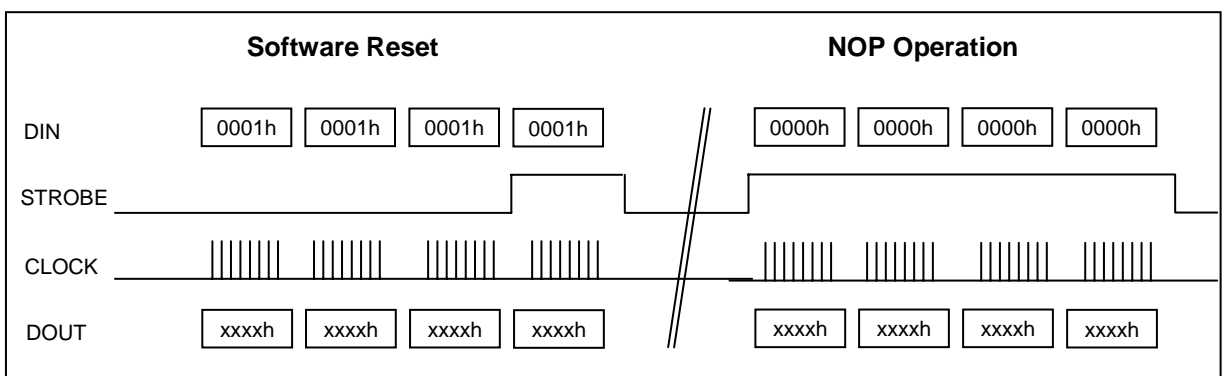 Software Reset NOP Operation
DIN 0001h 0001h 0001h 0001h 0000h 0000h 0000h 0000h
STROBE
CLOCK
DOUT xxxxh xxxxh xxxxh xxxxh xxxxh xxxxh xxxxh xxxxh